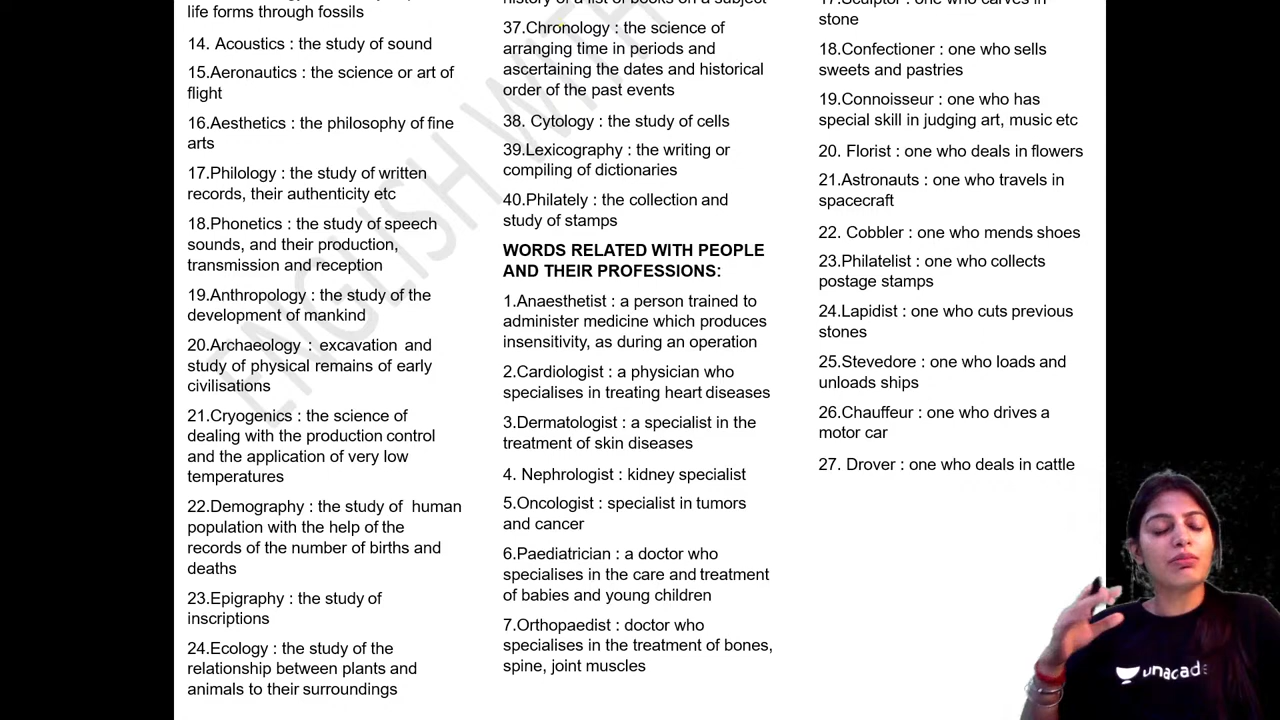 life forms through fossils
14. Acoustics : the study of sound
15.Aeronautics : the science or art of
flight
16.Aesthetics : the philosophy of fine
arts
17.Philology : the study of written
records, their authenticity etc
18.Phonetics : the study of speech
sounds, and their production,
transmission and reception
19.Anthropology : the study of the
development of mankind
20.Archaeology : excavation and
study of physical remains of early
civilisations
21.Cryogenics : the science of
dealing with the production control
and the application of very low
temperatures
22.Demography : the study of human
population with the help of the
records of the number of births and
deaths
23.Epigraphy : the study of
inscriptions
24.Ecology : the study of the
relationship between plants and
animals to their surroundings
history of a list of books on a subject
37.Chronology : the science of
arranging time in periods and
ascertaining the dates and historical
order of the past events
38. Cytology : the study of cells
39.Lexicography : the writing or
compiling of dictionaries
40.Philately : the collection and
study of stamps
WORDS RELATED WITH PEOPLE
AND THEIR PROFESSIONS:
1.Anaesthetist : a person trained to
administer medicine which produces
insensitivity, as during an operation
2.Cardiologist : a physician who
specialises in treating heart diseases
3.Dermatologist : a specialist in the
treatment of skin diseases
4. Nephrologist : kidney specialist
5.Oncologist : specialist in tumors
and cancer
6.Paediatrician : a doctor who
specialises in the care and treatment
of babies and young children
7.Orthopaedist : doctor who
specialises in the treatment of bones,
spine, joint muscles
17.Sculptor : one who carves in
stone
18.Confectioner : one who sells
sweets and pastries
19.Connoisseur : one who has
special skill in judging art, music etc
20. Florist : one who deals in flowers
21.Astronauts : one who travels in
spacecraft
22. Cobbler : one who mends shoes
23.Philatelist : one who collects
postage stamps
24.Lapidist : one who cuts previous
stones
25.Stevedore : one who loads and
unloads ships
26.Chauffeur : one who drives a
motor car
27. Drover : one who deals in cattle
ENGLISH WITH
unacad